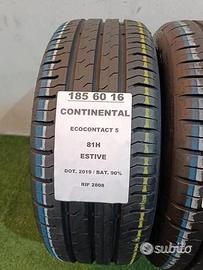 185 60 16
CONTINENTAL
ECOCONTACT 5
81H
ESTIVE
DOT. 2019 / BAT. 90%
RIF 2808
subito